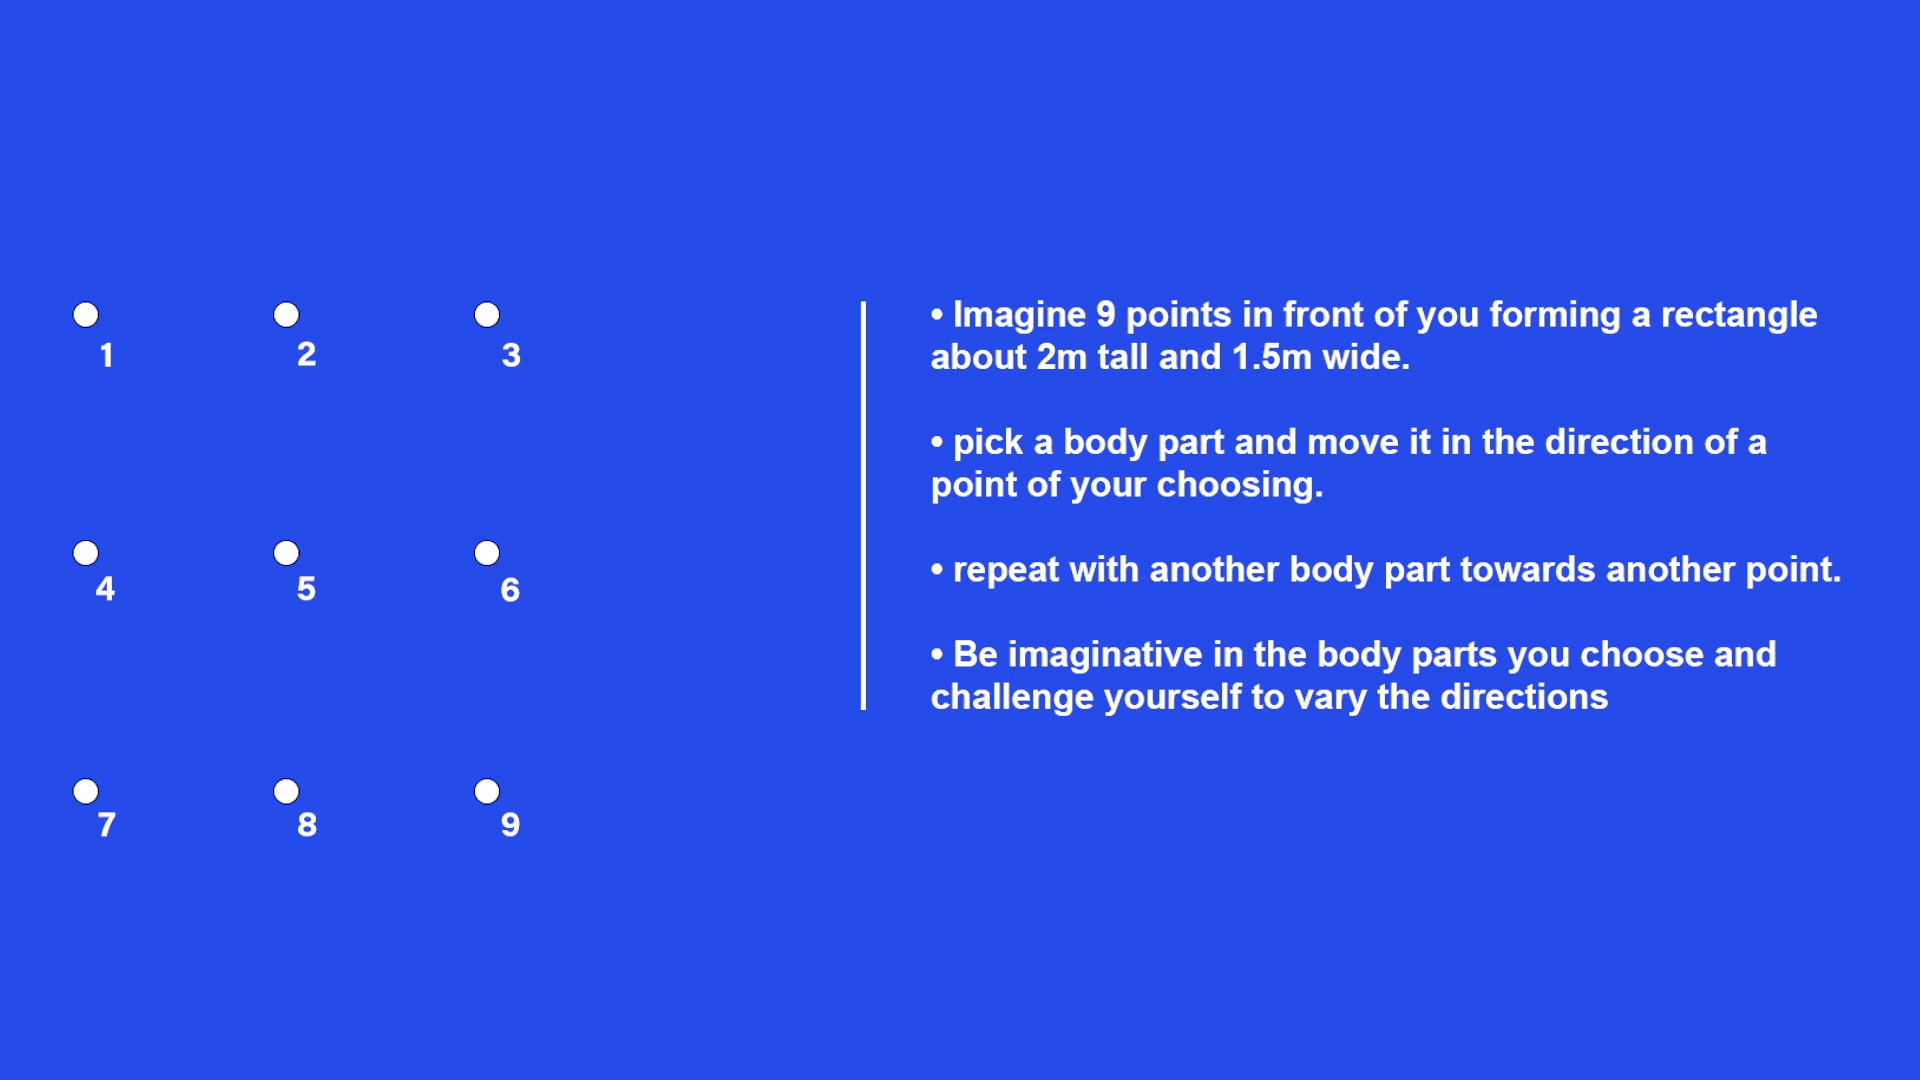 1 2 3
4 5 6
7 8 9
• Imagine 9 points in front of you forming a rectangle
about 2m tall and 1.5m wide.
• pick a body part and move it in the direction of a
point of your choosing.
• repeat with another body part towards another point.
• Be imaginative in the body parts you choose and
challenge yourself to vary the directions